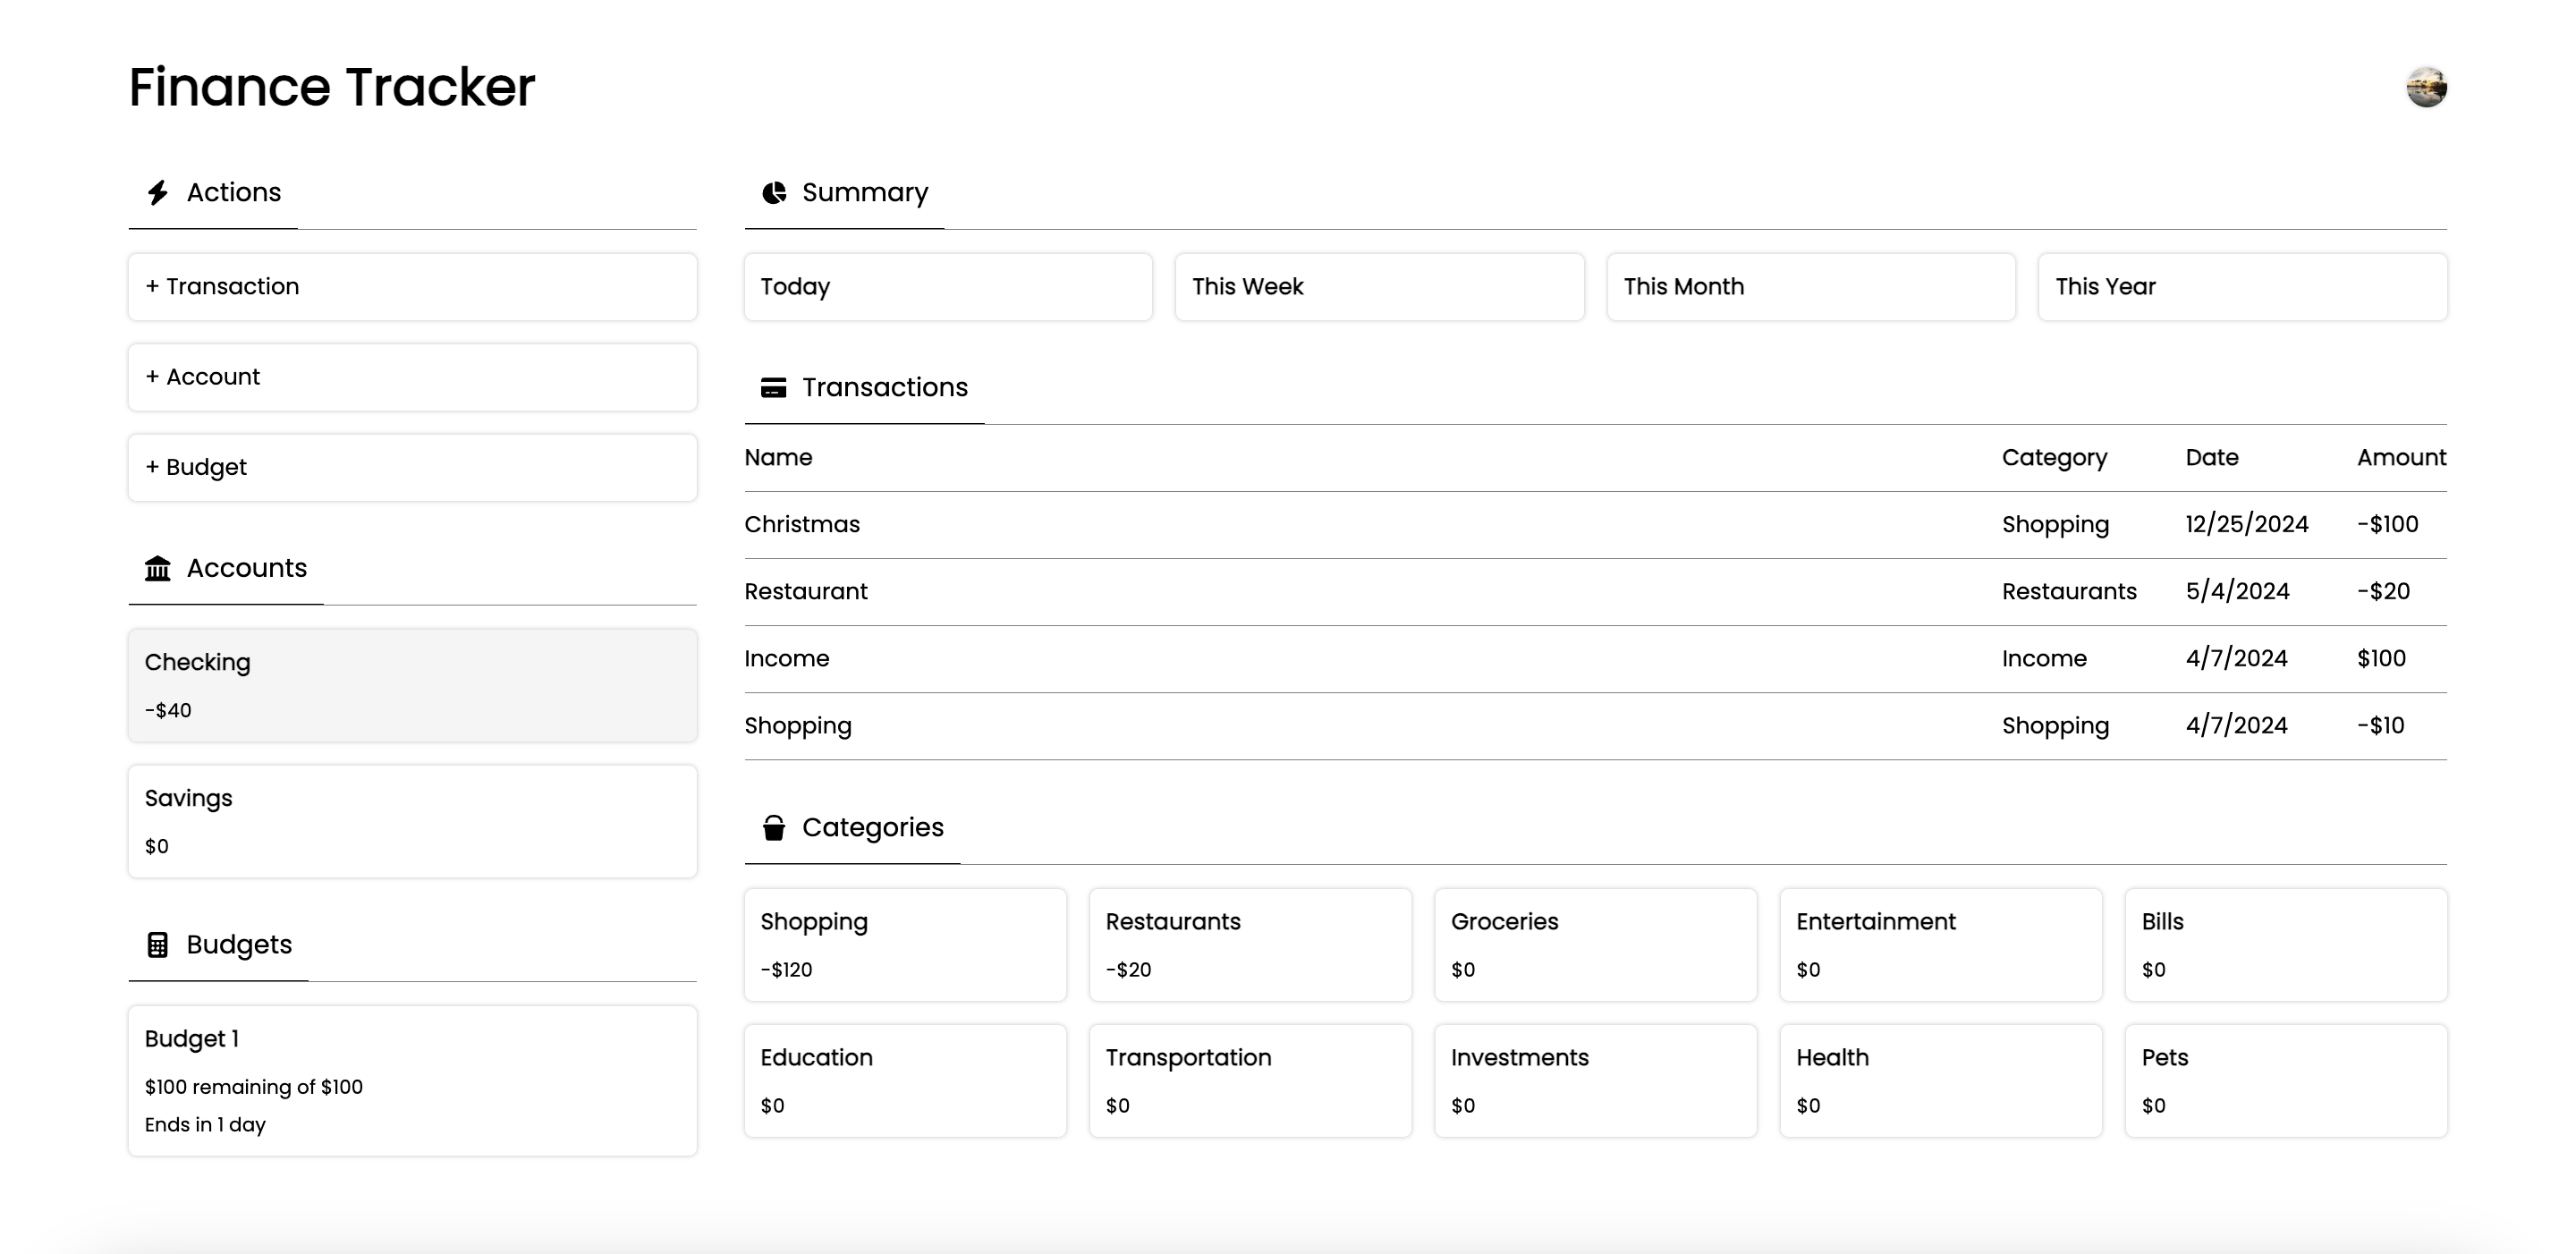 Finance Tracker
Actions
+ Transaction
+ Account
+ Budget
Accounts
Checking
-$40
Savings
$0
Budgets
Budget 1
$100 remaining of $100
Ends in 1 day
Summary
Today This Week This Month This Year
Transactions
Name Category Date Amount
Christmas Shopping 12/25/2024 -$100
Restaurant Restaurants 5/4/2024 -$20
Income Income 4/7/2024 $100
Shopping Shopping 4/7/2024 -$10
Categories
Shopping Restaurants Groceries Entertainment Bills
-$120 -$20 $0 $0 $0
Education Transportation Investments Health Pets
$0 $0 $0 $0 $0